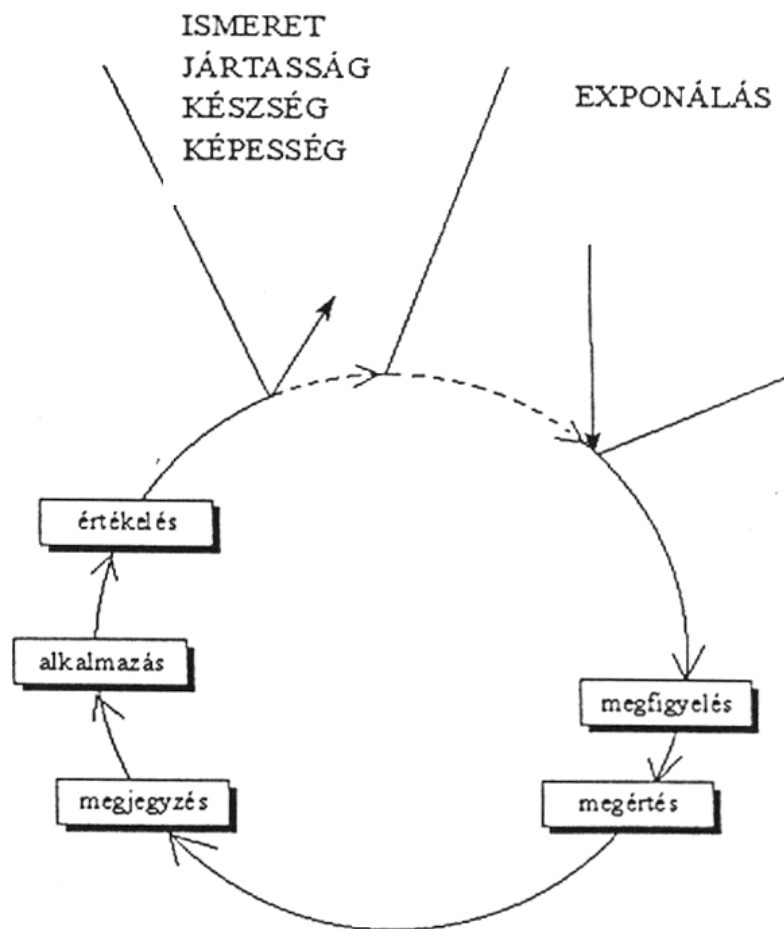 ISMERET
JÁRTASSÁG
KÉSZSÉG
KÉPESSÉG
EXPONÁLÁS
értékelés
alkalmazás
megfigyelés
megjegyzés
megértés